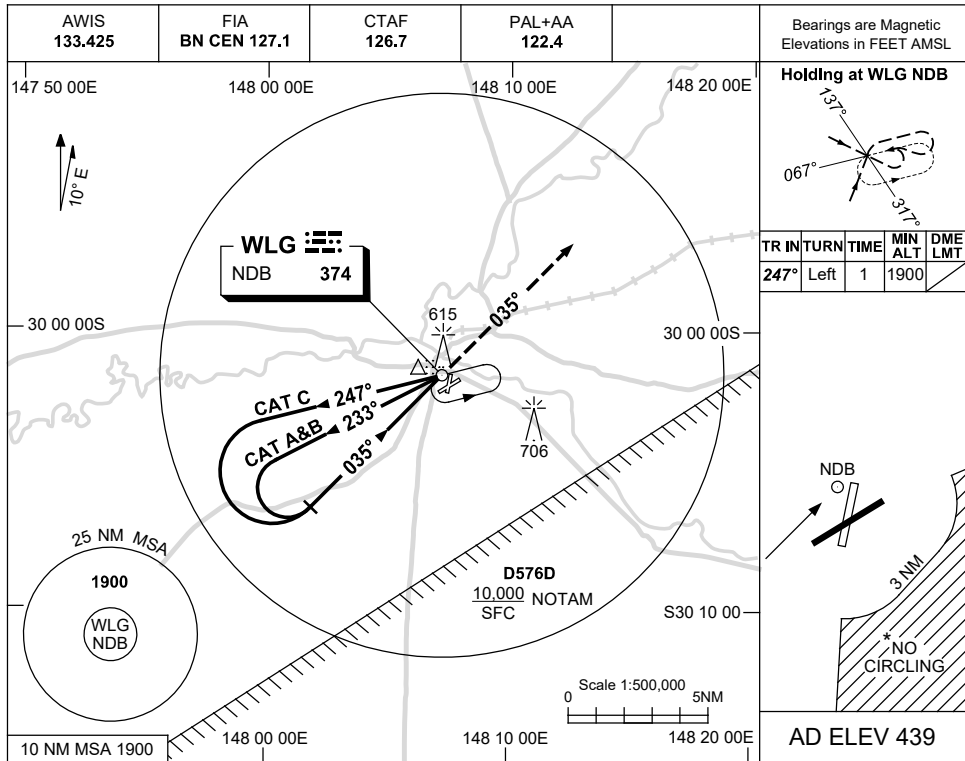 AWIS
133.425
FIA
BN CEN 127.1
CTAF
126.7
PAL+AA
122.4
Bearings are Magnetic
Elevations in FEET AMSL
147 50 00E
148 00 00E
148 10 00E
148 20 00E
10° E
WLG
NDB 374
30 00 00S
30 00 00S
615
035°
CAT C
247°
CAT A&B
233°
035°
706
25 NM MSA
1900
WLG
NDB
D576D
10,000
SFC
NOTAM
S30 10 00
Scale 1:500,000
0
5NM
10 NM MSA 1900
148 00 00E
148 10 00E
148 20 00E
Holding at WLG NDB
137°
067°
317°
TR IN TURN TIME MIN ALT DME LMT
247° Left 1 1900
NDB
3 NM
*NO
CIRCLING
AD ELEV 439